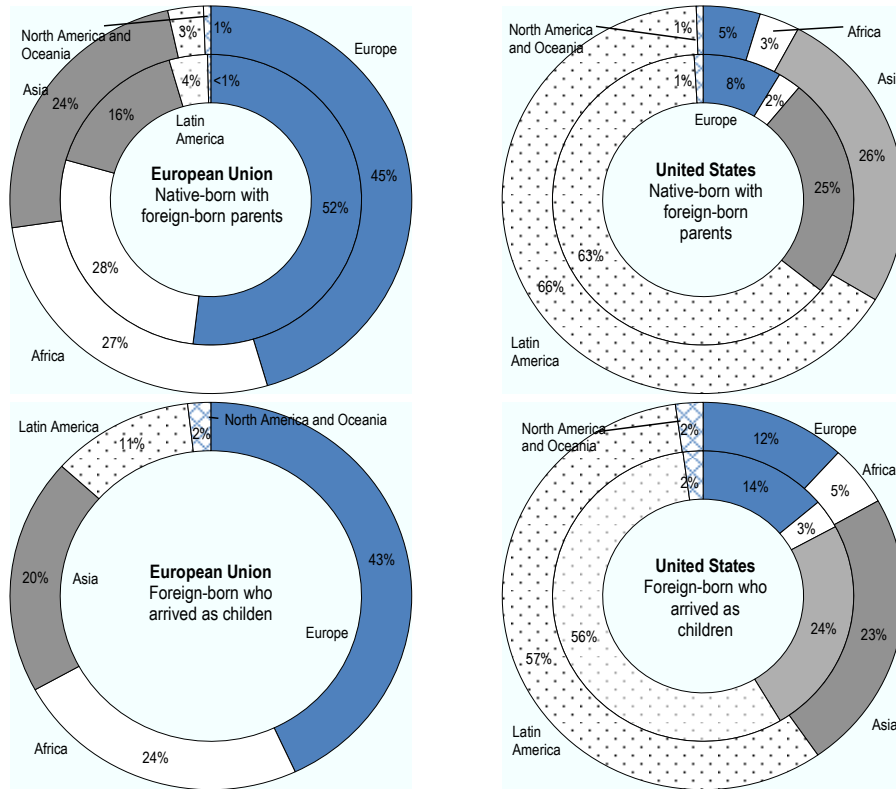 North America and
Oceania
3%
1%
Europe
Asia
24%
4%
<1%
16%
Latin
America
European Union
Native-born with
foreign-born parents
45%
52%
28%
Africa
27%
North America
and Oceania
1%
5%
Africa
3%
Asi
1%
8%
2%
Europe
26%
United States
Native-born with
foreign-born
parents
25%
63%
66%
Latin
America
Latin America
11%
2%
North America and Oceania
43%
20%
Asia
European Union
Foreign-born who
arrived as childen
Europe
Africa
24%
North America
and Oceania
2%
12%
Europe
Africa
2%
14%
5%
3%
United States
Foreign-born who
arrived as
children
24%
23%
56%
57%
Latin
America
Asia